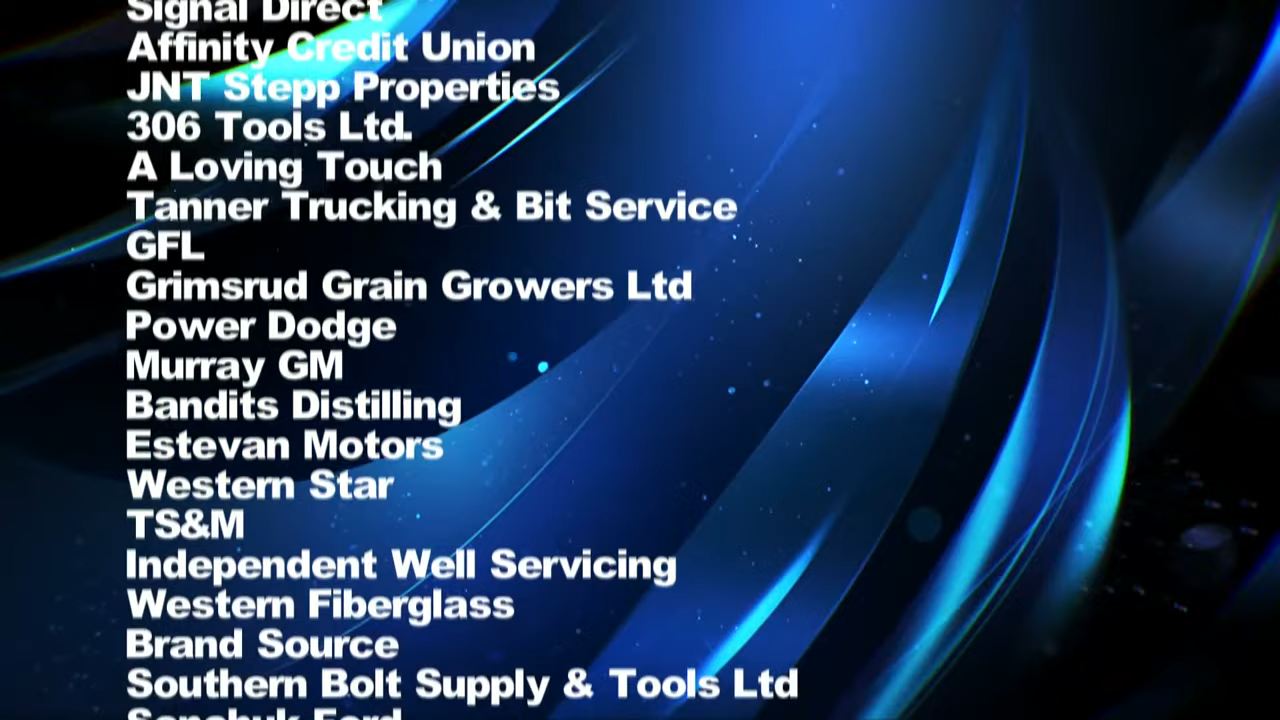 Signal Direct
Affinity Credit Union
JNT Stepp Properties
306 Tools Ltd.
A Loving Touch
Tanner Trucking & Bit Service
GFL
Grimsrud Grain Growers Ltd
Power Dodge
Murray GM
Bandits Distilling
Estevan Motors
Western Star
TS&M
Independent Well Servicing
Western Fiberglass
Brand Source
Southern Bolt Supply & Tools Ltd
Ford